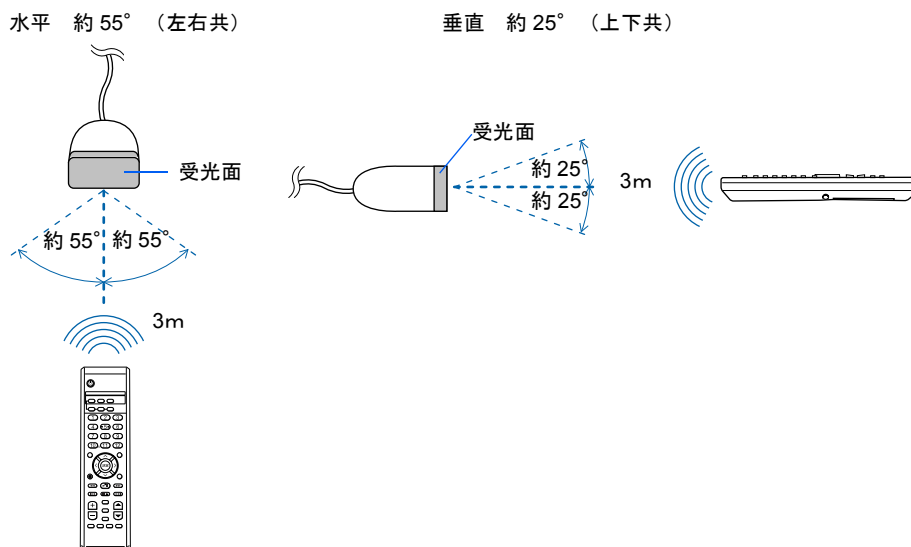 水平 約 55° (左右共)
受光面
約 55° 約 55°
3m
垂直 約 25° (上下共)
受光面
約 25°
約 25°
3m